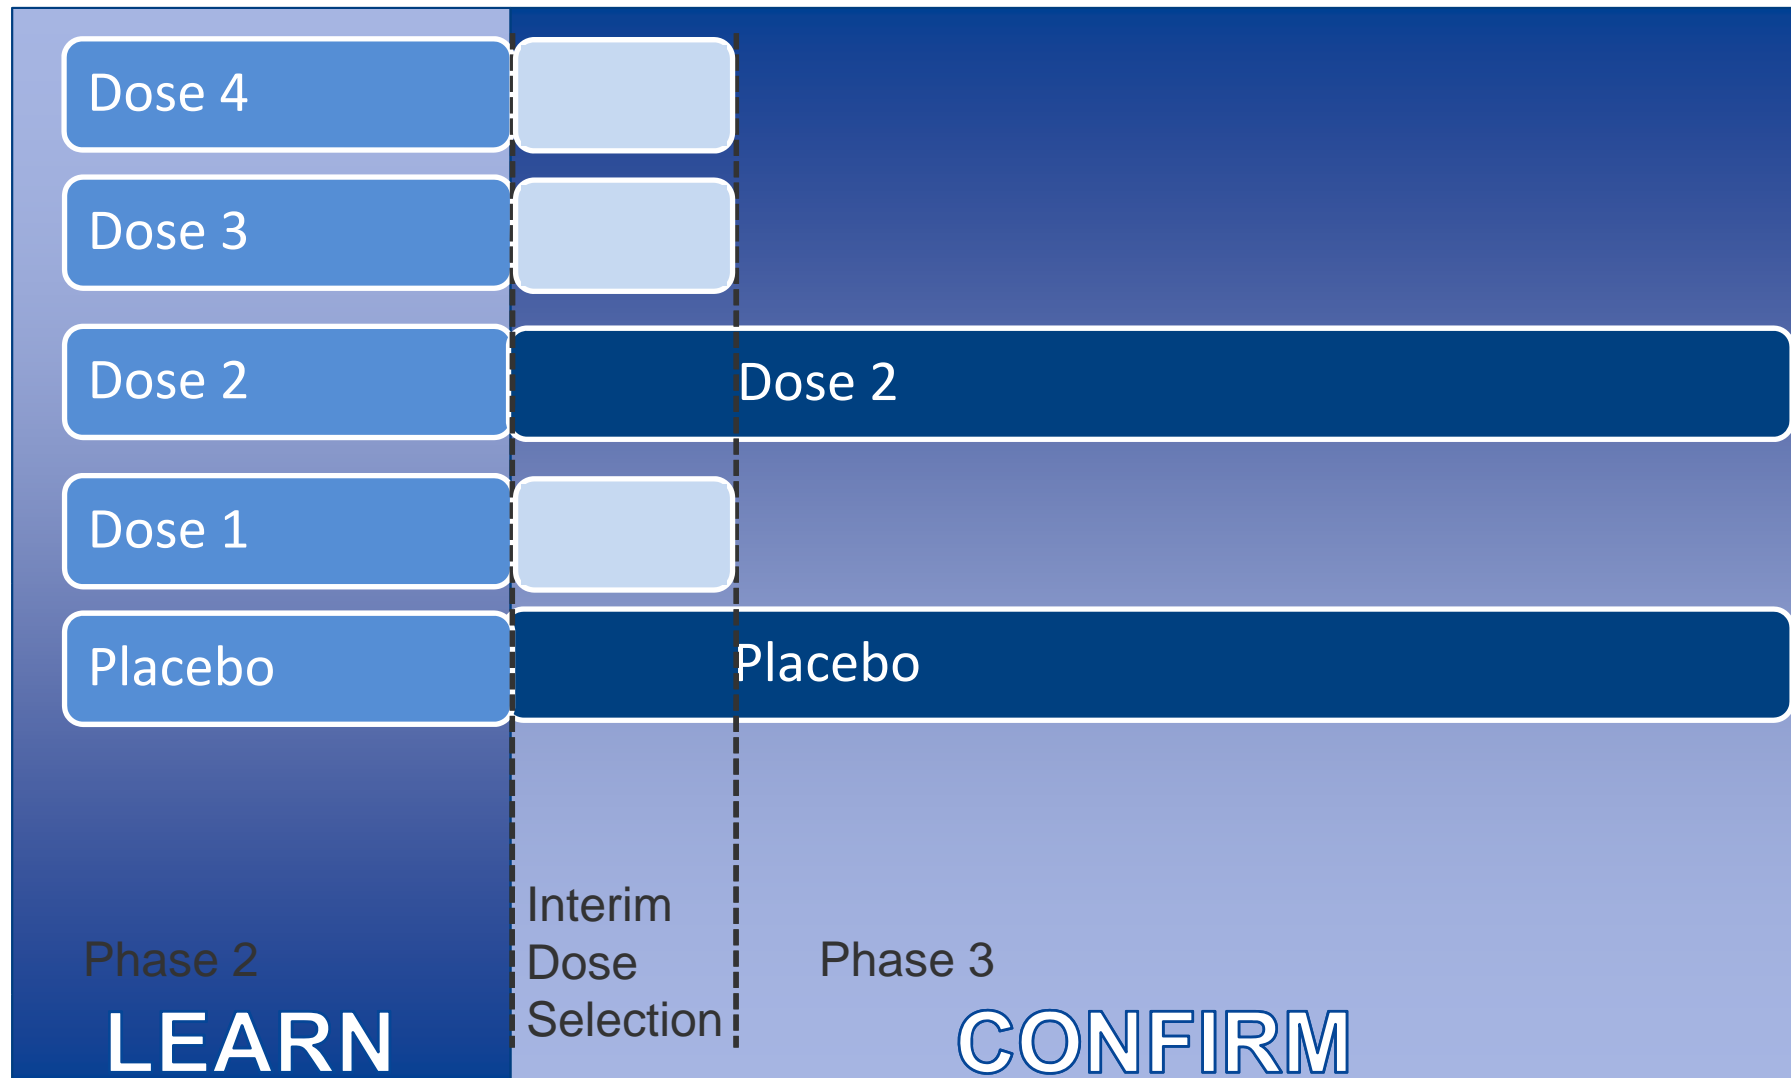 Dose 4
Dose 3
Dose 2
Dose 2
Dose 1
Placebo
Placebo
Interim
Dose
Selection
Phase 2
Phase 3
LEARN
CONFIRM